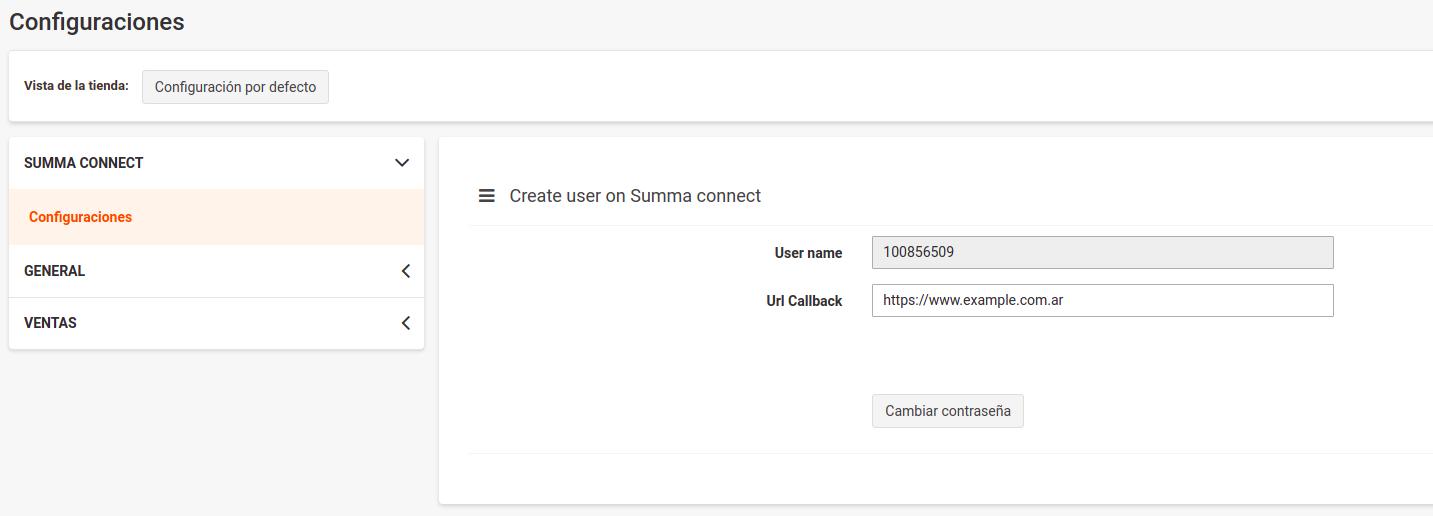 Configuraciones
Vista de la tienda: Configuración por defecto
SUMMA CONNECT
Configuraciones
GENERAL
VENTAS
Create user on Summa connect
User name 100856509
Url Callback https://www.example.com.ar
Cambiar contraseña